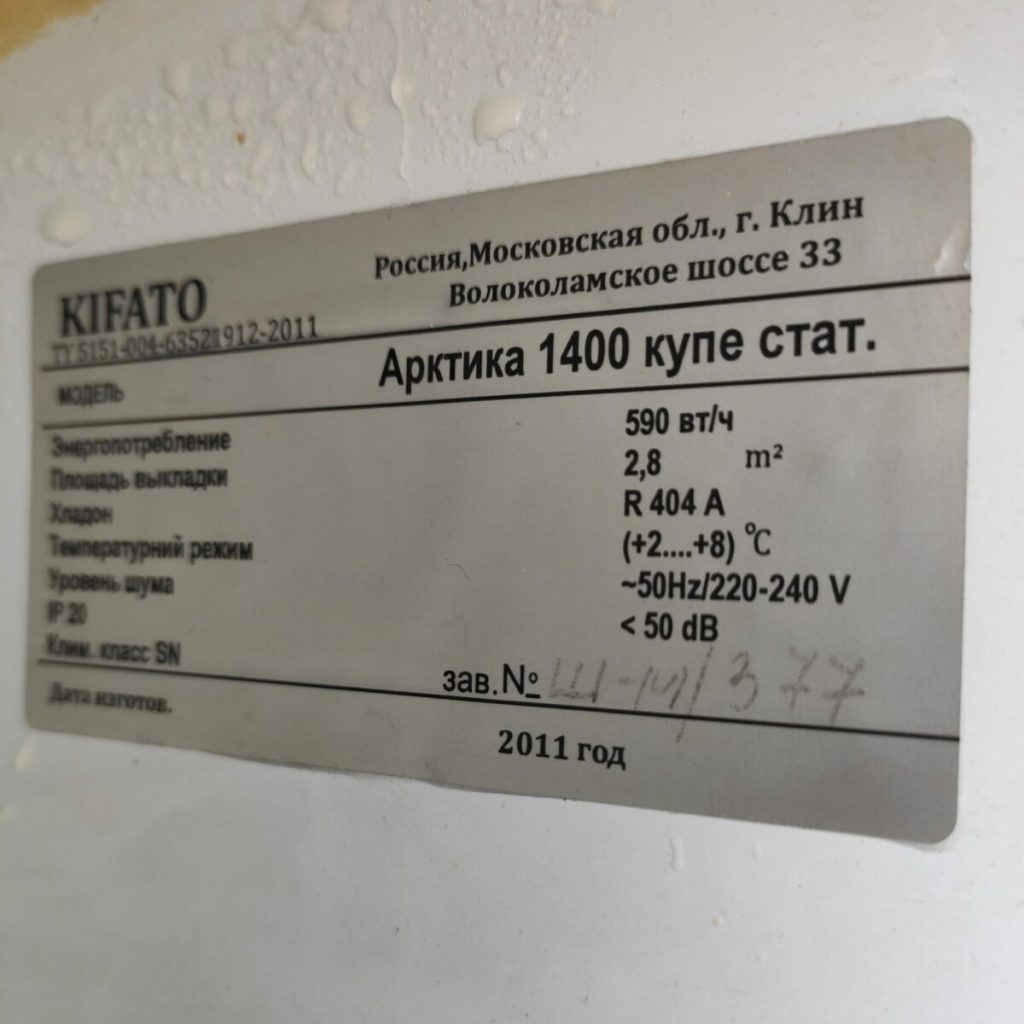 KIFATO
Россия,Московская обл., г. Клин
Волоколамское шоссе 33
ТУ 5151-004-63521912-2011
МОДЕЛЬ Арктика 1400 купе стат.
Энергопотребление 590 вт/ч
Площадь выкладки 2,8 m²
Хладон R 404 A
Температурний режим (+2....+8) °C
Уровень шума ~50Hz/220-240 V
IP 20 < 50 dB
Клим. класс SN
зав.№ 377
Дата изготов. 2011 год